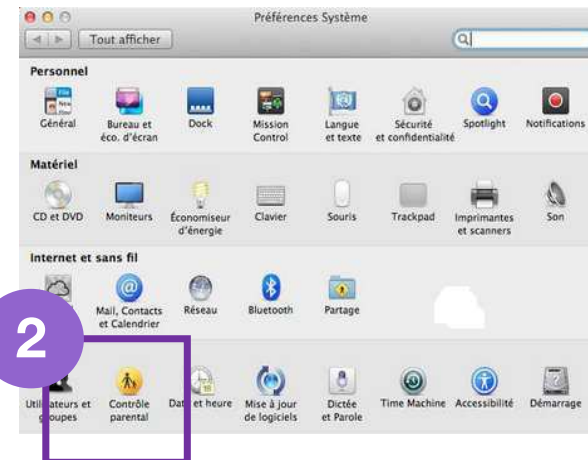 Préférences Système
Tout afficher
Personnel
Général
Bureau et
éco. d'écran
Dock
Mission
Control
Langue
et texte
Sécurité
et confidentialité
Spotlight
Notifications
Matériel
CD et DVD
Moniteurs
Économiseur
d'énergie
Clavier
Souris
Trackpad
Imprimantes
et scanners
Son
Internet et sans fil
Mail, Contacts
et Calendrier
Réseau
Bluetooth
Partage
2
Utilisateurs et
groupes
Contrôle
parental
Date et heure
Mise à jour
de logiciels
Dictée
et Parole
Time Machine
Accessibilité
Démarrage